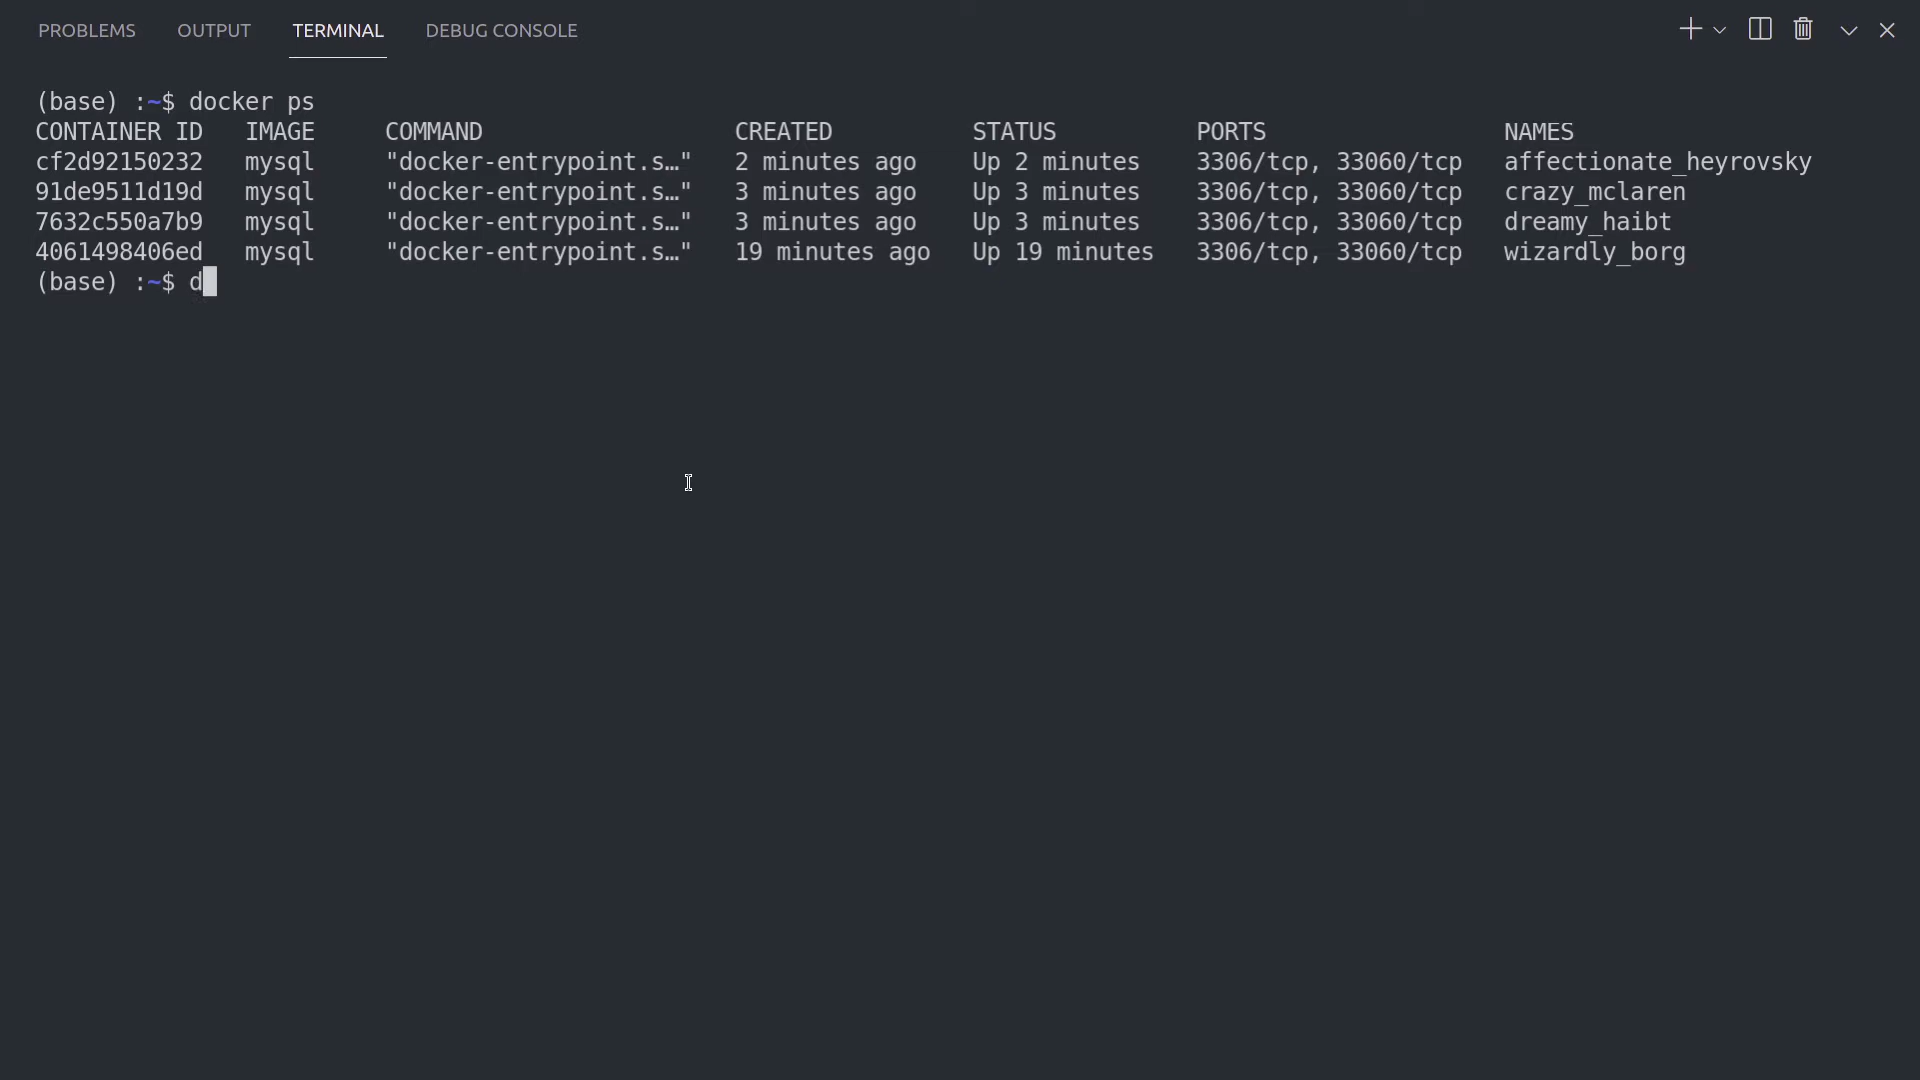 PROBLEMS OUTPUT TERMINAL DEBUG CONSOLE
(base) :~$ docker ps
CONTAINER ID IMAGE COMMAND CREATED STATUS PORTS NAMES
cf2d92150232 mysql "docker-entrypoint.s…" 2 minutes ago Up 2 minutes 3306/tcp, 33060/tcp affectionate_heyrovsky
91de9511d19d mysql "docker-entrypoint.s…" 3 minutes ago Up 3 minutes 3306/tcp, 33060/tcp crazy_mclaren
7632c550a7b9 mysql "docker-entrypoint.s…" 3 minutes ago Up 3 minutes 3306/tcp, 33060/tcp dreamy_haibt
4061498406ed mysql "docker-entrypoint.s…" 19 minutes ago Up 19 minutes 3306/tcp, 33060/tcp wizardly_borg
(base) :~$ d